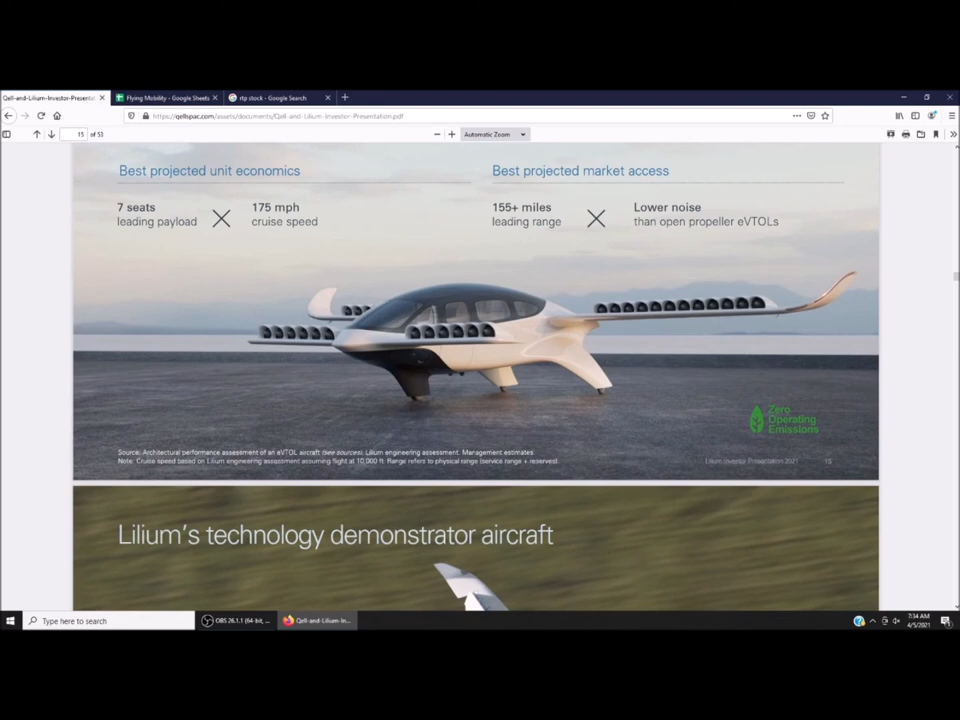 Qell-and-Lilium-Investor-Presentat
Flying Mobility - Google Sheets
rtp stock - Google Search
https://qellspac.com/assets/documents/Qell-and-Lilium-Investor-Presentation.pdf
15 of 53
Automatic Zoom
Best projected unit economics
Best projected market access
7 seats
leading payload
175 mph
cruise speed
155+ miles
leading range
Lower noise
than open propeller eVTOLs
Zero
Operating
Emissions
Source: Architectural performance assessment of an eVTOL aircraft (see sources). Lilium engineering assessment. Management estimates.
Note: Cruise speed based on Lilium engineering assessment assuming flight at 10,000 ft. Range refers to physical range (service range + reserves).
Lilium Investor Presentation 2021 15
Lilium's technology demonstrator aircraft
Type here to search
OBS 26.1.1 (64-bit, ...
Qell-and-Lilium-In...
7:34 AM
4/5/2021